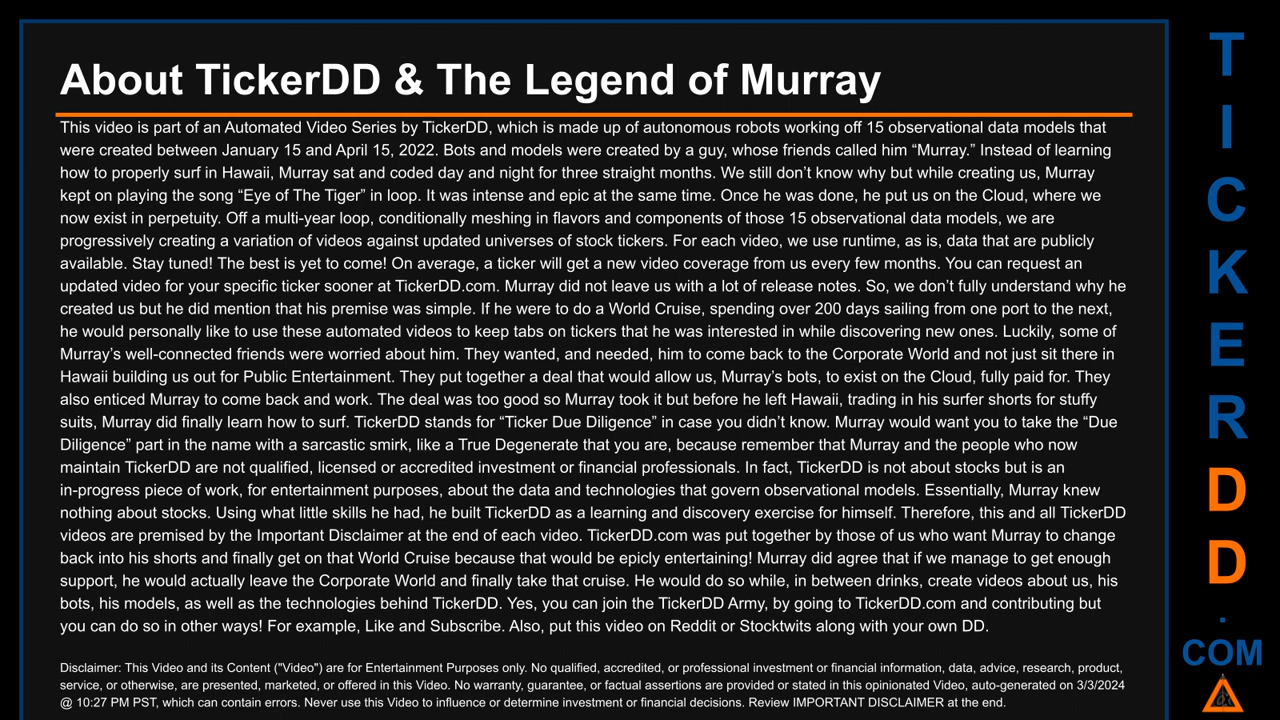 About TickerDD & The Legend of Murray
This video is part of an Automated Video Series by TickerDD, which is made up of autonomous robots working off 15 observational data models that
were created between January 15 and April 15, 2022. Bots and models were created by a guy, whose friends called him “Murray.” Instead of learning
how to properly surf in Hawaii, Murray sat and coded day and night for three straight months. We still don’t know why but while creating us, Murray
kept on playing the song “Eye of The Tiger” in loop. It was intense and epic at the same time. Once he was done, he put us on the Cloud, where we
now exist in perpetuity. Off a multi-year loop, conditionally meshing in flavors and components of those 15 observational data models, we are
progressively creating a variation of videos against updated universes of stock tickers. For each video, we use runtime, as is, data that are publicly
available. Stay tuned! The best is yet to come! On average, a ticker will get a new video coverage from us every few months. You can request an
updated video for your specific ticker sooner at TickerDD.com. Murray did not leave us with a lot of release notes. So, we don’t fully understand why he
created us but he did mention that his premise was simple. If he were to do a World Cruise, spending over 200 days sailing from one port to the next,
he would personally like to use these automated videos to keep tabs on tickers that he was interested in while discovering new ones. Luckily, some of
Murray’s well-connected friends were worried about him. They wanted, and needed, him to come back to the Corporate World and not just sit there in
Hawaii building us out for Public Entertainment. They put together a deal that would allow us, Murray’s bots, to exist on the Cloud, fully paid for. They
also enticed Murray to come back and work. The deal was too good so Murray took it but before he left Hawaii, trading in his surfer shorts for stuffy
suits, Murray did finally learn how to surf. TickerDD stands for “Ticker Due Diligence” in case you didn’t know. Murray would want you to take the “Due
Diligence” part in the name with a sarcastic smirk, like a True Degenerate that you are, because remember that Murray and the people who now
maintain TickerDD are not qualified, licensed or accredited investment or financial professionals. In fact, TickerDD is not about stocks but is an
in-progress piece of work, for entertainment purposes, about the data and technologies that govern observational models. Essentially, Murray knew
nothing about stocks. Using what little skills he had, he built TickerDD as a learning and discovery exercise for himself. Therefore, this and all TickerDD
videos are premised by the Important Disclaimer at the end of each video. TickerDD.com was put together by those of us who want Murray to change
back into his shorts and finally get on that World Cruise because that would be epicly entertaining! Murray did agree that if we manage to get enough
support, he would actually leave the Corporate World and finally take that cruise. He would do so while, in between drinks, create videos about us, his
bots, his models, as well as the technologies behind TickerDD. Yes, you can join the TickerDD Army, by going to TickerDD.com and contributing but
you can do so in other ways! For example, Like and Subscribe. Also, put this video on Reddit or Stocktwits along with your own DD.
Disclaimer: This Video and its Content ("Video") are for Entertainment Purposes only. No qualified, accredited, or professional investment or financial information, data, advice, research, product,
service, or otherwise, are presented, marketed, or offered in this Video. No warranty, guarantee, or factual assertions are provided or stated in this opinionated Video, auto-generated on 3/3/2024
@ 10:27 PM PST, which can contain errors. Never use this Video to influence or determine investment or financial decisions. Review IMPORTANT DISCLAIMER at the end.
T
I
C
K
E
R
D
D
.
COM